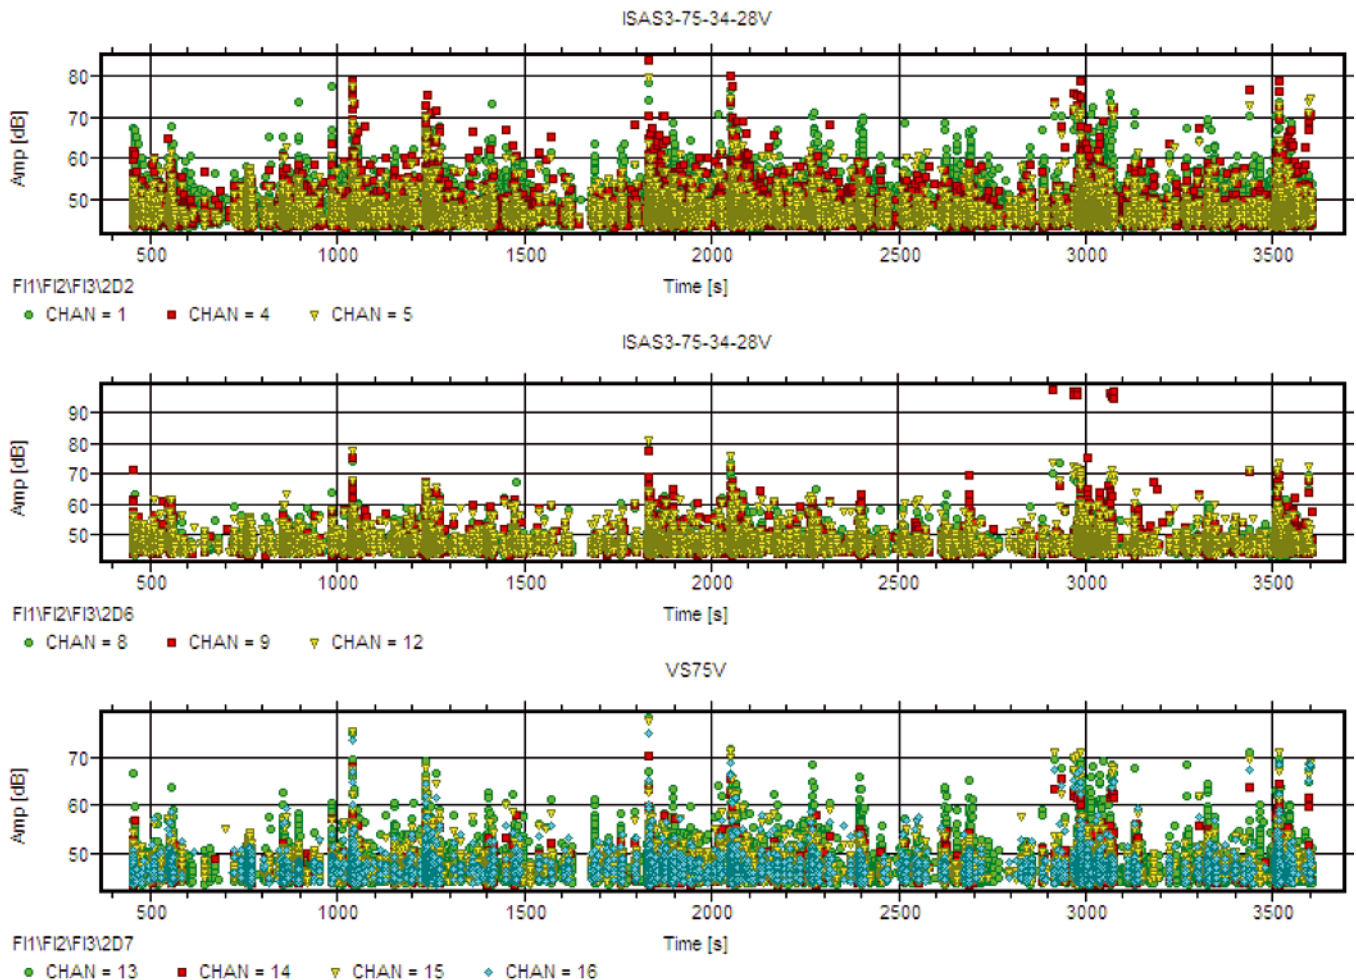 ISAS3-75-34-28V
80
70
60
50
Amp [dB]
500 1000 1500 2000 2500 3000 3500
FI1\FI2\FI3\2D2 Time [s]
CHAN = 1 CHAN = 4 CHAN = 5
ISAS3-75-34-28V
90
80
70
60
50
Amp [dB]
500 1000 1500 2000 2500 3000 3500
FI1\FI2\FI3\2D6 Time [s]
CHAN = 8 CHAN = 9 CHAN = 12
VS75V
70
60
50
Amp [dB]
500 1000 1500 2000 2500 3000 3500
FI1\FI2\FI3\2D7 Time [s]
CHAN = 13 CHAN = 14 CHAN = 15 CHAN = 16